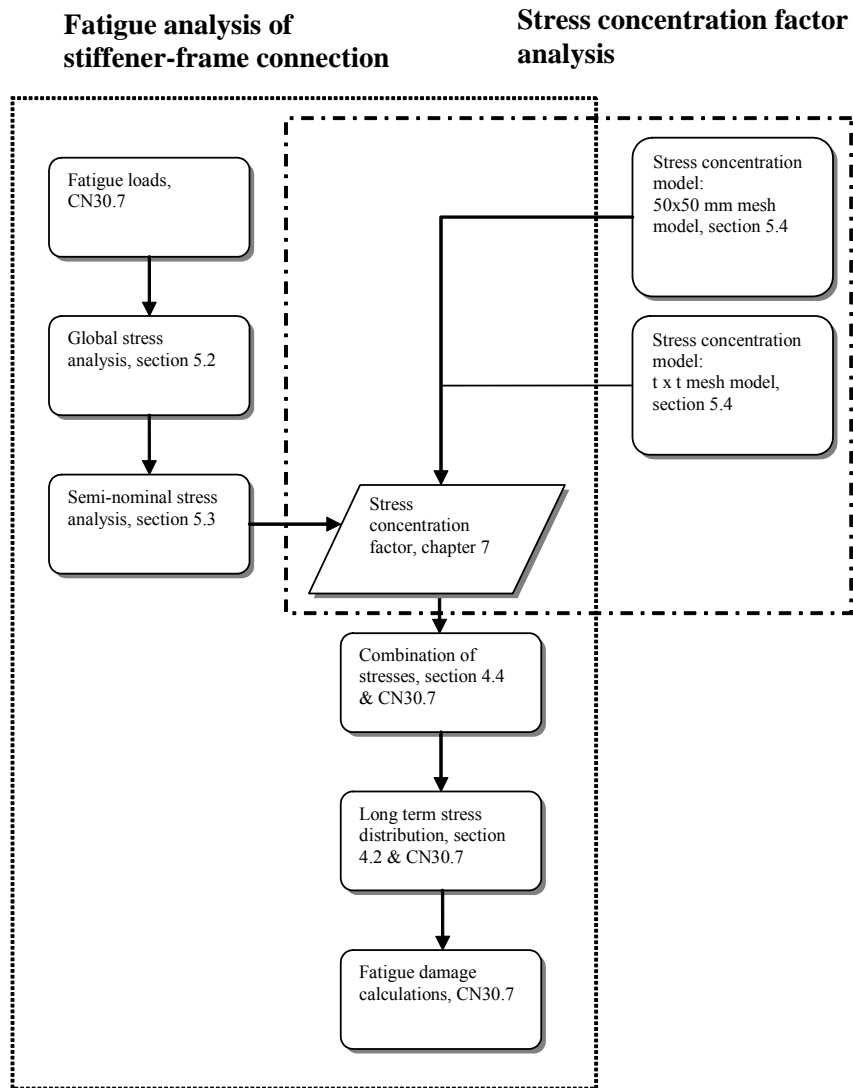 Fatigue analysis of
stiffener-frame connection
Stress concentration factor
analysis
Fatigue loads,
CN30.7
Global stress
analysis, section 5.2
Semi-nominal stress
analysis, section 5.3
Stress concentration
model:
50x50 mm mesh
model, section 5.4
Stress concentration
model:
t x t mesh model,
section 5.4
Stress
concentration
factor, chapter 7
Combination of
stresses, section 4.4
& CN30.7
Long term stress
distribution, section
4.2 & CN30.7
Fatigue damage
calculations, CN30.7